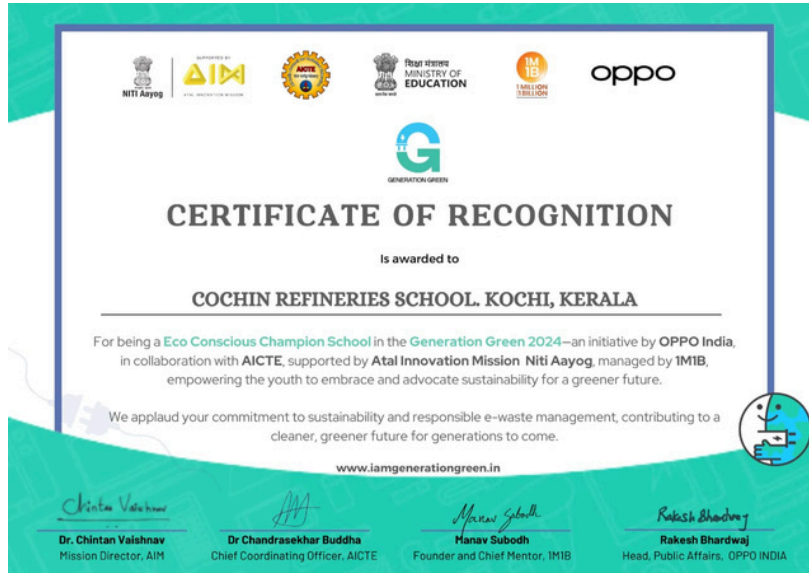 NITI Aayog
SUPPORTED BY
AIM
ATAL INNOVATION MISSION
AICTE
शिक्षा मंत्रालय
MINISTRY OF
EDUCATION
1M
1B
1 MILLION
1 BILLION
oppo
G
GENERATION GREEN
CERTIFICATE OF RECOGNITION
Is awarded to
COCHIN REFINERIES SCHOOL. KOCHI, KERALA
For being a Eco Conscious Champion School in the Generation Green 2024—an initiative by OPPO India,
in collaboration with AICTE, supported by Atal Innovation Mission Niti Aayog, managed by 1M1B,
empowering the youth to embrace and advocate sustainability for a greener future.
We applaud your commitment to sustainability and responsible e-waste management, contributing to a
cleaner, greener future for generations to come.
www.iamgenerationgreen.in
Chintan Vaishnav
Manav Subodh
Rakesh Bhardwaj
Dr. Chintan Vaishnav
Mission Director, AIM
Dr Chandrasekhar Buddha
Chief Coordinating Officer, AICTE
Manav Subodh
Founder and Chief Mentor, 1M1B
Rakesh Bhardwaj
Head, Public Affairs, OPPO INDIA